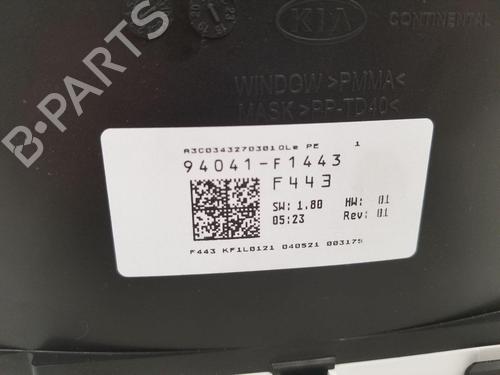 KIA
CONTINENTAL
WINDOW >PMMA<
MASK >PP-TD40<
A3C0343270301OLe PE 1
94041-F1443
F443
SW: 1.80 HW: 01
05:23 Rev: 01
F443 KF1L0121 040521 003175
B-PARTS